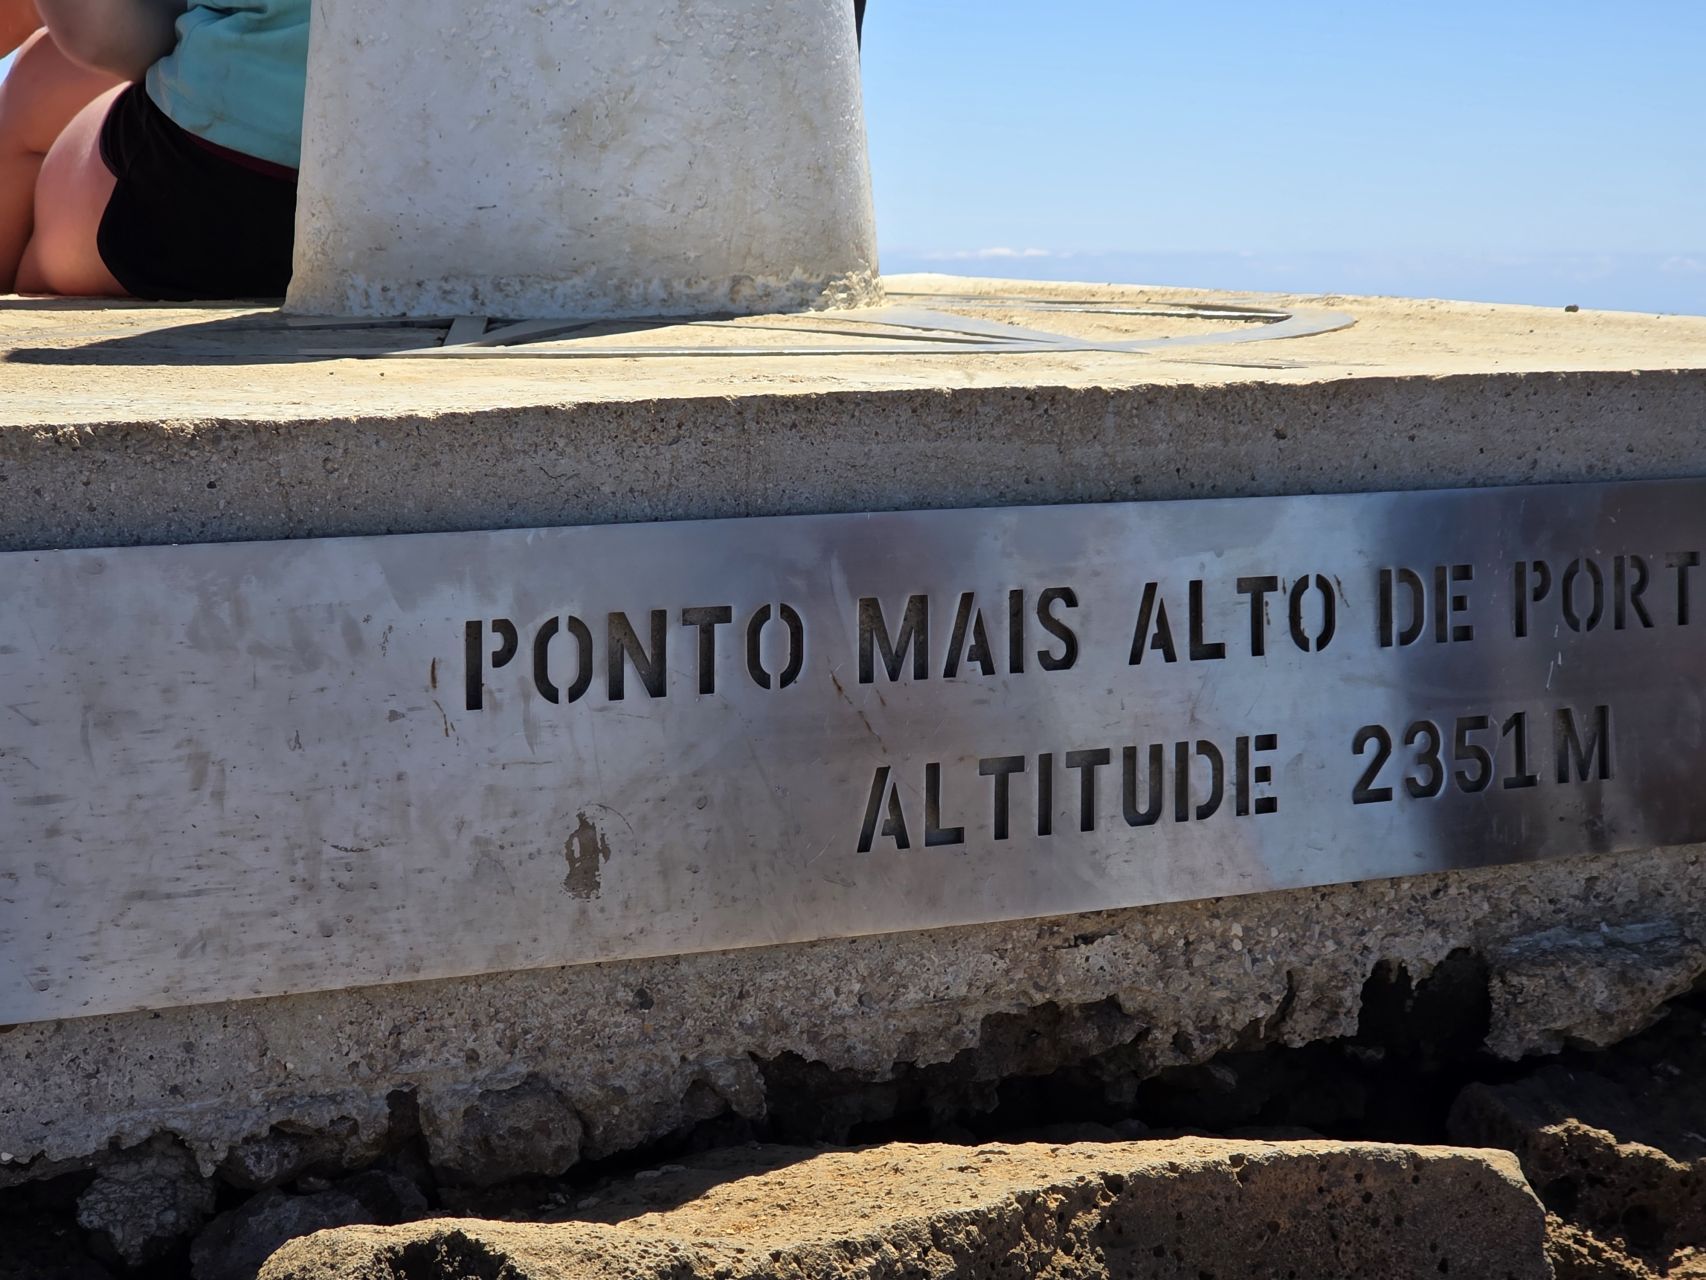 PONTO MAIS ALTO DE PORT
ALTITUDE 2351M